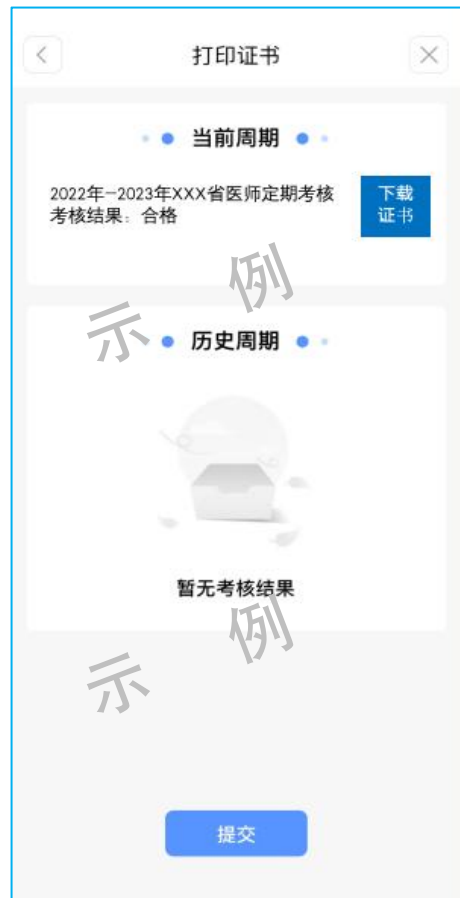 打印证书
当前周期
2022年-2023年XXX省医师定期考核
考核结果：合格
下载
证书
示 例
历史周期
暂无考核结果
示 例
提交